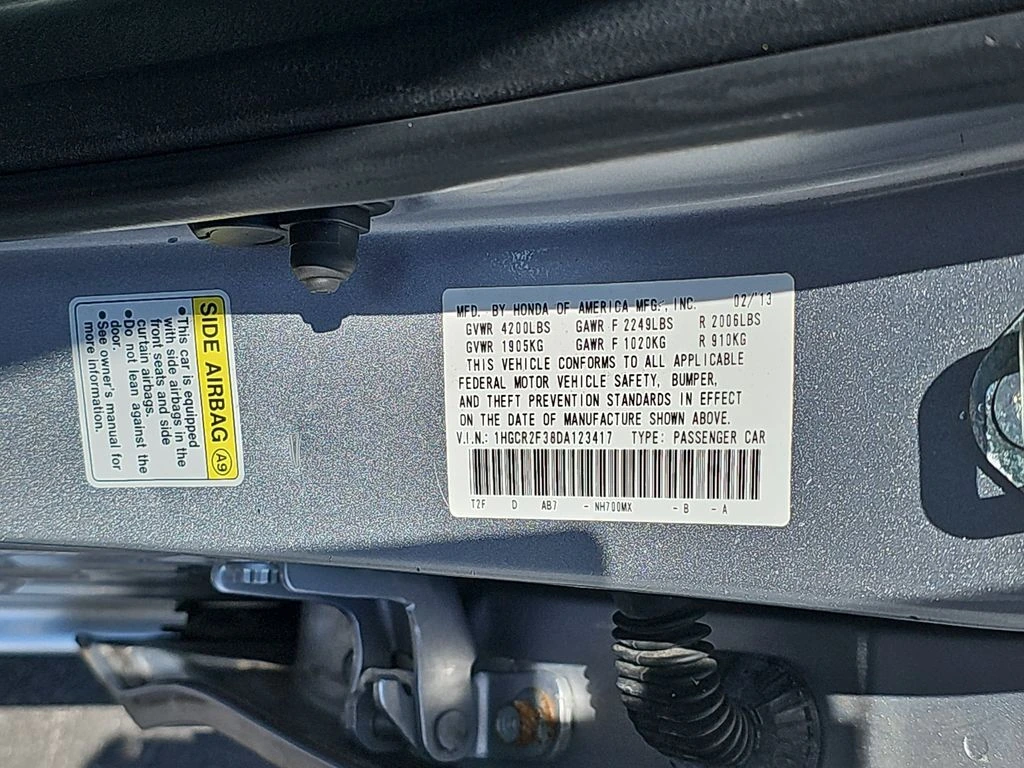 SIDE AIRBAG A9
•This car is equipped
with side airbags in the
front seats and side
curtain airbags.
•Do not lean against the
door.
•See owner's manual for
more information.
MFD. BY HONDA OF AMERICA MFG., INC. 02/13
GVWR 4200LBS GAWR F 2249LBS R 2006LBS
GVWR 1905KG GAWR F 1020KG R 910KG
THIS VEHICLE CONFORMS TO ALL APPLICABLE
FEDERAL MOTOR VEHICLE SAFETY, BUMPER,
AND THEFT PREVENTION STANDARDS IN EFFECT
ON THE DATE OF MANUFACTURE SHOWN ABOVE.
V.I.N.: 1HGCR2F38DA123417 TYPE: PASSENGER CAR
T2F D AB7 - NH700MX - B - A